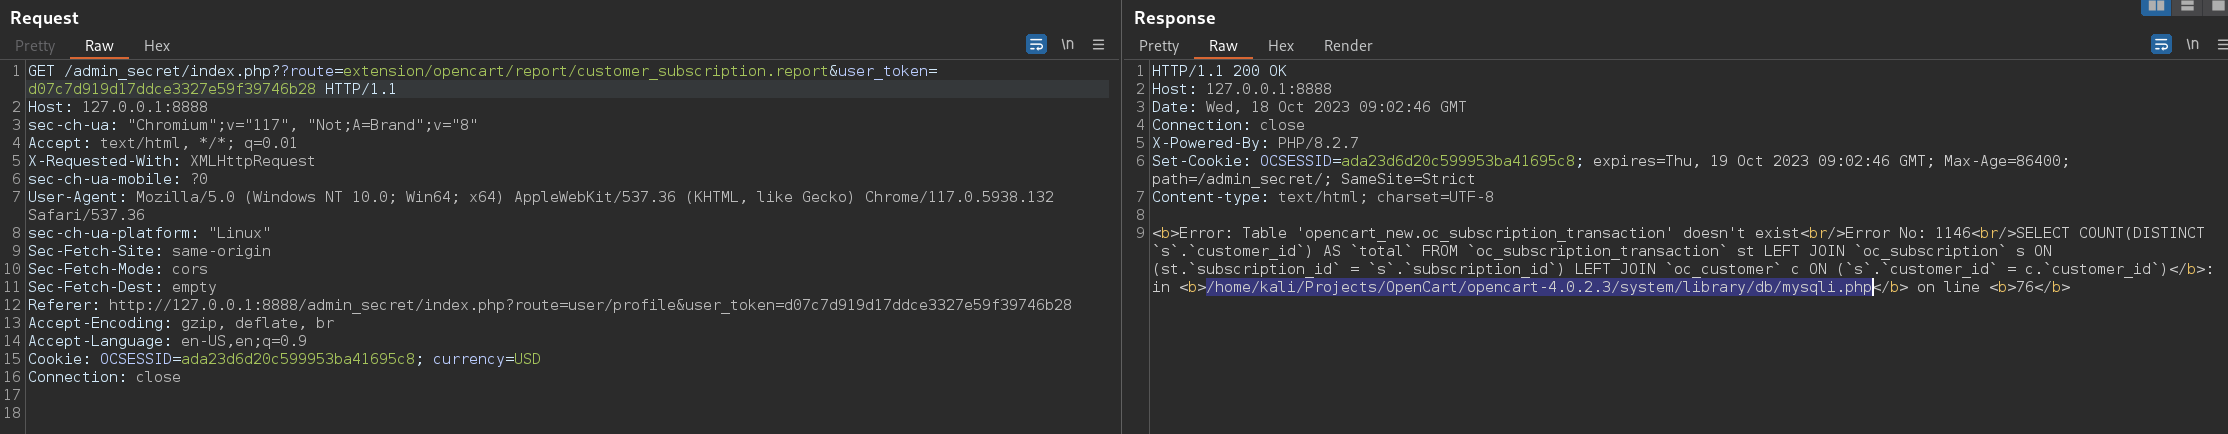 Request
Pretty Raw Hex
\n
1 GET /admin_secret/index.php??route=extension/opencart/report/customer_subscription.report&user_token=
d07c7d919d17ddce3327e59f39746b28 HTTP/1.1
2 Host: 127.0.0.1:8888
3 sec-ch-ua: "Chromium";v="117", "Not;A=Brand";v="8"
4 Accept: text/html, */*; q=0.01
5 X-Requested-With: XMLHttpRequest
6 sec-ch-ua-mobile: ?0
7 User-Agent: Mozilla/5.0 (Windows NT 10.0; Win64; x64) AppleWebKit/537.36 (KHTML, like Gecko) Chrome/117.0.5938.132
Safari/537.36
8 sec-ch-ua-platform: "Linux"
9 Sec-Fetch-Site: same-origin
10 Sec-Fetch-Mode: cors
11 Sec-Fetch-Dest: empty
12 Referer: http://127.0.0.1:8888/admin_secret/index.php?route=user/profile&user_token=d07c7d919d17ddce3327e59f39746b28
13 Accept-Encoding: gzip, deflate, br
14 Accept-Language: en-US,en;q=0.9
15 Cookie: OCSESSID=ada23d6d20c599953ba41695c8; currency=USD
16 Connection: close
17
18
Response
Pretty Raw Hex Render
\n
1 HTTP/1.1 200 OK
2 Host: 127.0.0.1:8888
3 Date: Wed, 18 Oct 2023 09:02:46 GMT
4 Connection: close
5 X-Powered-By: PHP/8.2.7
6 Set-Cookie: OCSESSID=ada23d6d20c599953ba41695c8; expires=Thu, 19 Oct 2023 09:02:46 GMT; Max-Age=86400;
path=/admin_secret/; SameSite=Strict
7 Content-type: text/html; charset=UTF-8
8
9 <b>Error: Table 'opencart_new.oc_subscription_transaction' doesn't exist<br/>Error No: 1146<br/>SELECT COUNT(DISTINCT
`s`.`customer_id`) AS `total` FROM `oc_subscription_transaction` st LEFT JOIN `oc_subscription` s ON
(st.`subscription_id` = `s`.`subscription_id`) LEFT JOIN `oc_customer` c ON (`s`.`customer_id` = c.`customer_id`)</b>:
in <b>/home/kali/Projects/OpenCart/opencart-4.0.2.3/system/library/db/mysqli.php</b> on line <b>76</b>